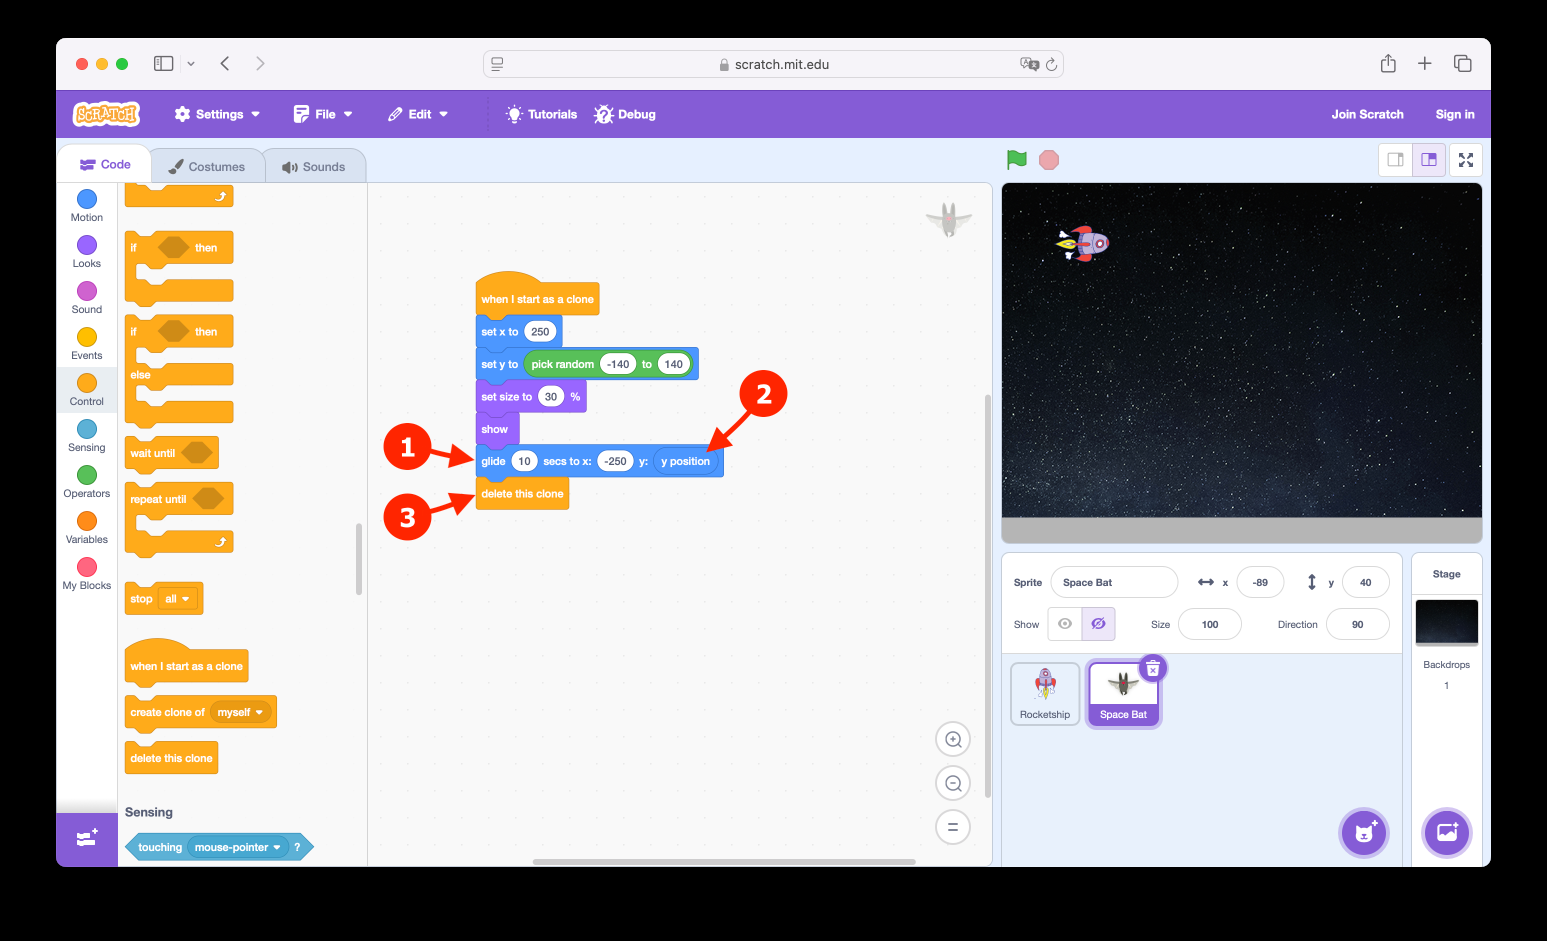 scratch.mit.edu
SCRATCH
Settings
File
Edit
Tutorials
Debug
Join Scratch
Sign in
Code
Costumes
Sounds
Motion
Looks
Sound
Events
Control
Sensing
Operators
Variables
My Blocks
if then
if then
else
wait until
repeat until
stop all
when I start as a clone
create clone of myself
delete this clone
Sensing
touching mouse-pointer ?
when I start as a clone
set x to 250
set y to pick random -140 to 140
set size to 30 %
show
glide 10 secs to x: -250 y: y position
delete this clone
1
2
3
Sprite Space Bat x -89 y 40
Show Size 100 Direction 90
Rocketship
Space Bat
Stage
Backdrops
1